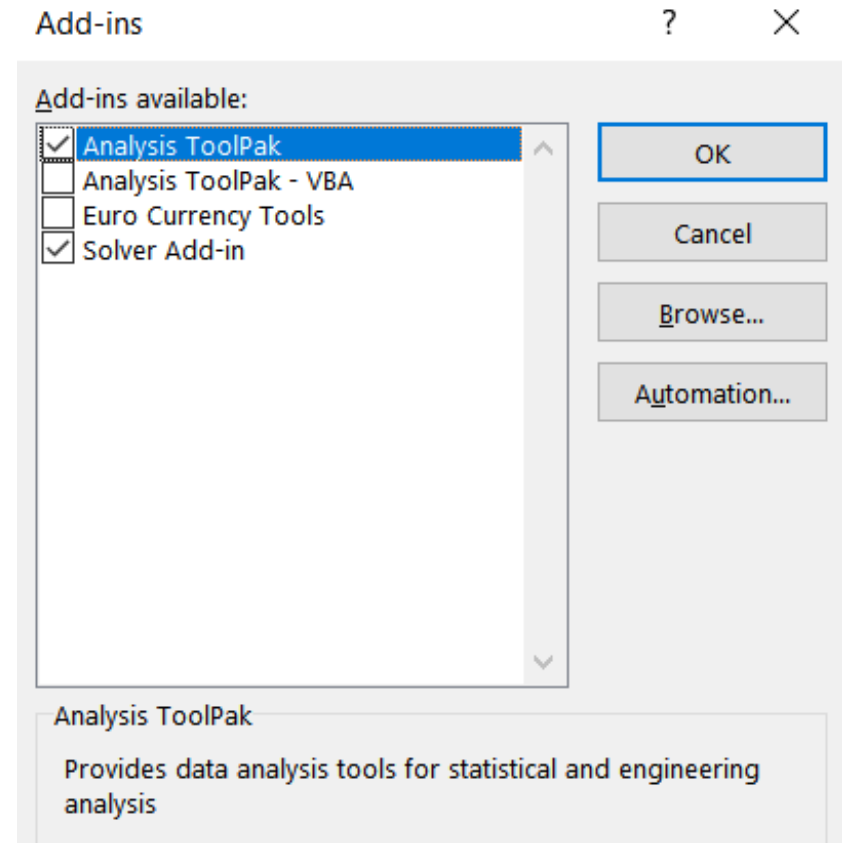 Add-ins ? ×
Add-ins available:
Analysis ToolPak
Analysis ToolPak - VBA
Euro Currency Tools
Solver Add-in
OK
Cancel
Browse...
Automation...
Analysis ToolPak
Provides data analysis tools for statistical and engineering
analysis